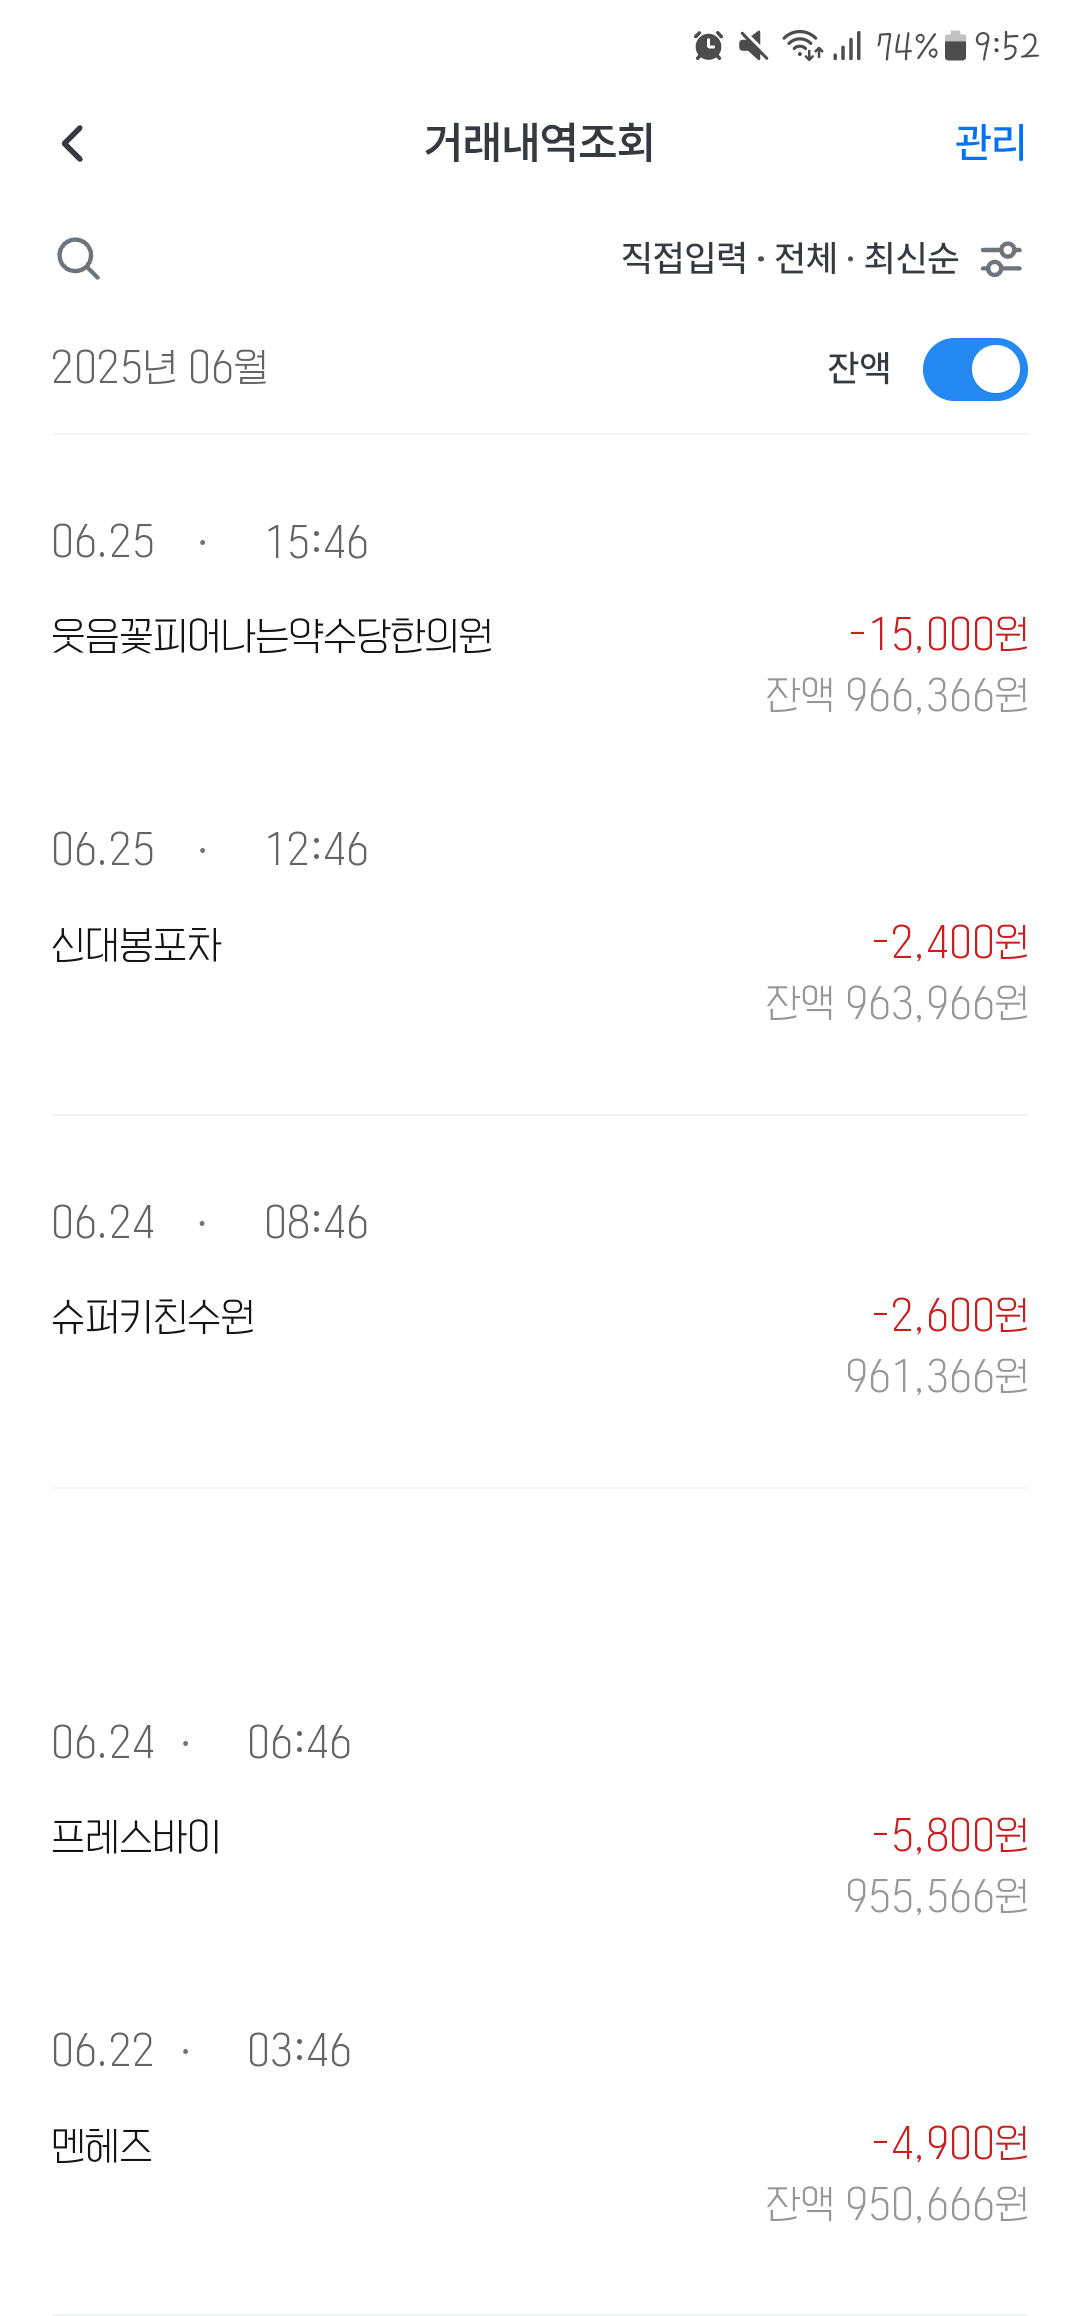 74% 9:52
거래내역조회 관리
직접입력 · 전체 · 최신순
2025년 06월 잔액
06.25 · 15:46
웃음꽃피어나는약수당한의원 -15,000원
잔액 966,366원
06.25 · 12:46
신대봉포차 -2,400원
잔액 963,966원
06.24 · 08:46
슈퍼키친수원 -2,600원
961,366원
06.24 · 06:46
프레스바이 -5,800원
955,566원
06.22 · 03:46
멘헤즈 -4,900원
잔액 950,666원